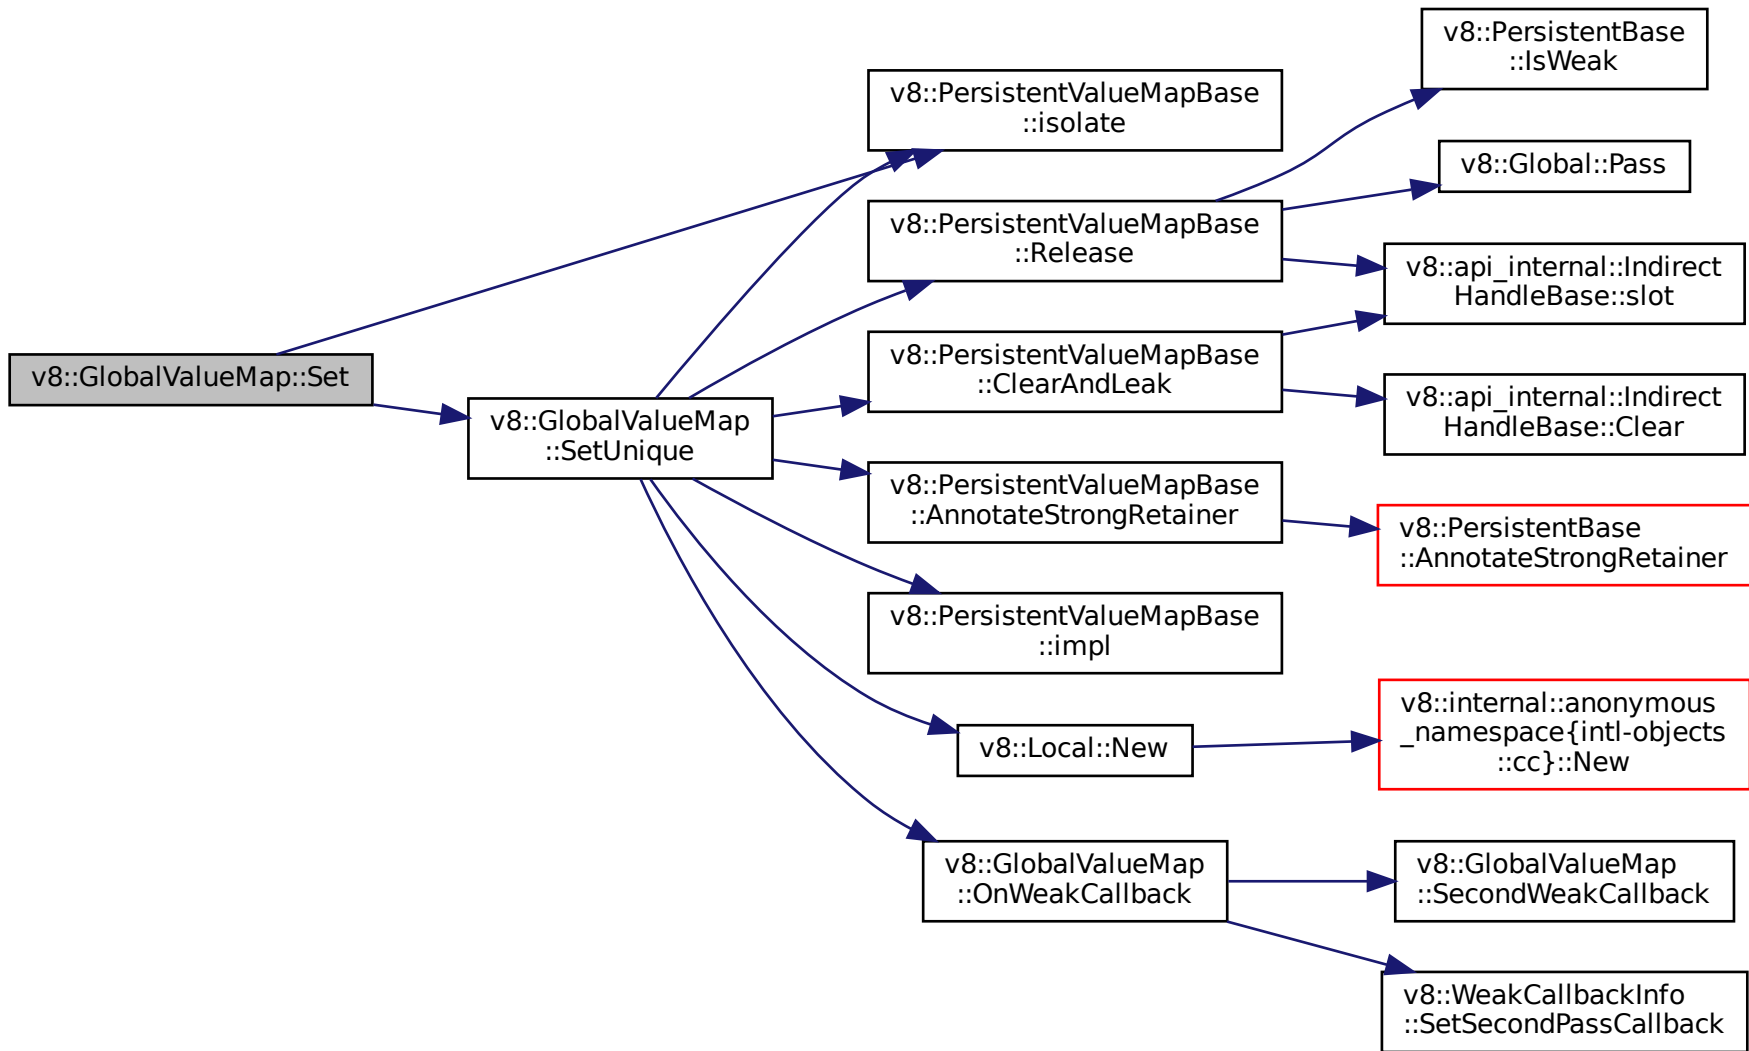 v8::GlobalValueMap::Set
v8::GlobalValueMap
::SetUnique
v8::PersistentValueMapBase
::isolate
v8::PersistentValueMapBase
::Release
v8::PersistentValueMapBase
::ClearAndLeak
v8::PersistentValueMapBase
::AnnotateStrongRetainer
v8::PersistentValueMapBase
::impl
v8::Local::New
v8::GlobalValueMap
::OnWeakCallback
v8::PersistentBase
::IsWeak
v8::Global::Pass
v8::api_internal::Indirect
HandleBase::slot
v8::api_internal::Indirect
HandleBase::Clear
v8::PersistentBase
::AnnotateStrongRetainer
v8::internal::anonymous
_namespace{intl-objects
::cc}::New
v8::GlobalValueMap
::SecondWeakCallback
v8::WeakCallbackInfo
::SetSecondPassCallback